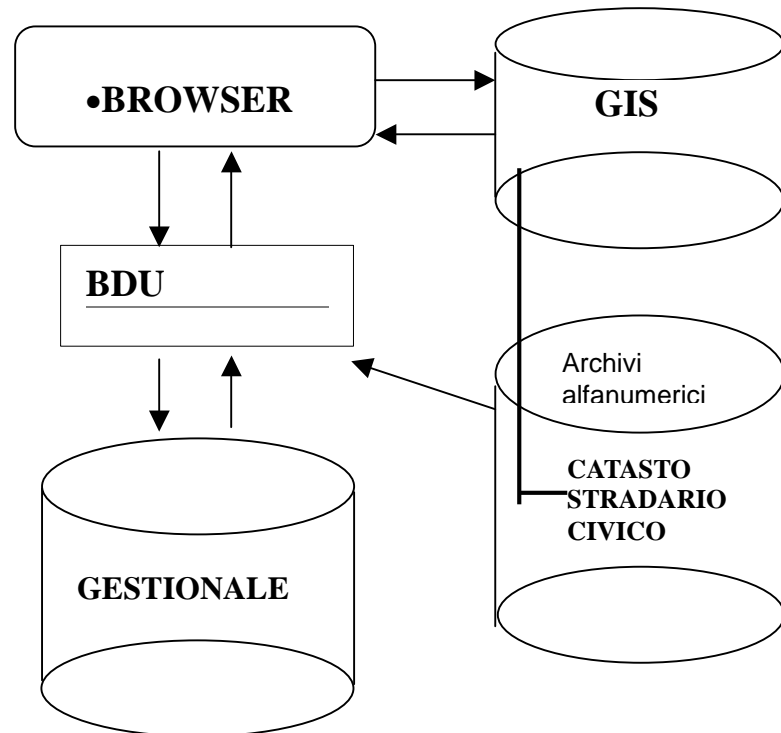 •BROWSER
GIS
BDU
Archivi
alfanumerici
CATASTO
STRADARIO
CIVICO
GESTIONALE